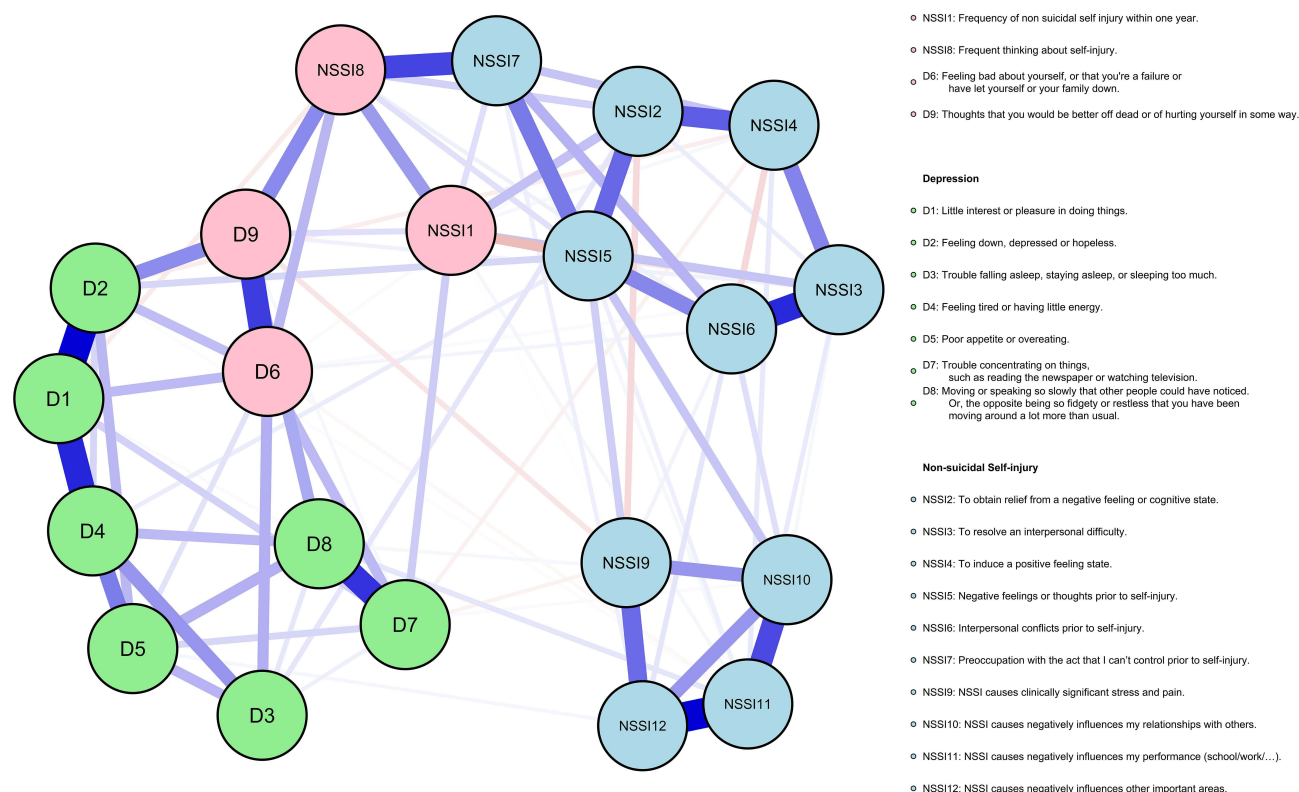 NSSI8
NSSI7
NSSI2
NSSI4
D9
NSSI1
NSSI5
D2
NSSI3
NSSI6
D6
D1
D4
D8
NSSI9
NSSI10
D7
D5
NSSI11
D3
NSSI12
NSSI1: Frequency of non suicidal self injury within one year.
NSSI8: Frequent thinking about self-injury.
D6: Feeling bad about yourself, or that you're a failure or
have let yourself or your family down.
D9: Thoughts that you would be better off dead or of hurting yourself in some way.
Depression
D1: Little interest or pleasure in doing things.
D2: Feeling down, depressed or hopeless.
D3: Trouble falling asleep, staying asleep, or sleeping too much.
D4: Feeling tired or having little energy.
D5: Poor appetite or overeating.
D7: Trouble concentrating on things,
such as reading the newspaper or watching television.
D8: Moving or speaking so slowly that other people could have noticed.
Or, the opposite being so fidgety or restless that you have been
moving around a lot more than usual.
Non-suicidal Self-injury
NSSI2: To obtain relief from a negative feeling or cognitive state.
NSSI3: To resolve an interpersonal difficulty.
NSSI4: To induce a positive feeling state.
NSSI5: Negative feelings or thoughts prior to self-injury.
NSSI6: Interpersonal conflicts prior to self-injury.
NSSI7: Preoccupation with the act that I can't control prior to self-injury.
NSSI9: NSSI causes clinically significant stress and pain.
NSSI10: NSSI causes negatively influences my relationships with others.
NSSI11: NSSI causes negatively influences my performance (school/work/…).
NSSI12: NSSI causes negatively influences other important areas.